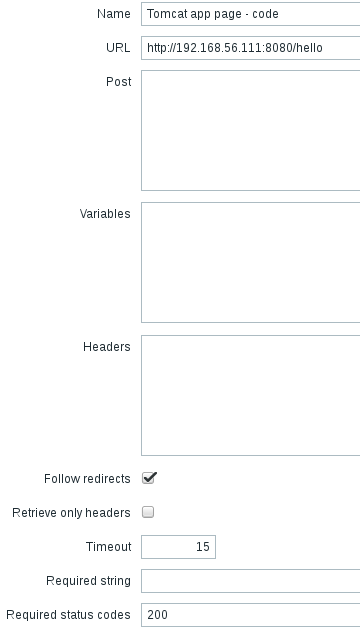 Name Tomcat app page - code
URL http://192.168.56.111:8080/hello
Post
Variables
Headers
Follow redirects
Retrieve only headers
Timeout 15
Required string
Required status codes 200